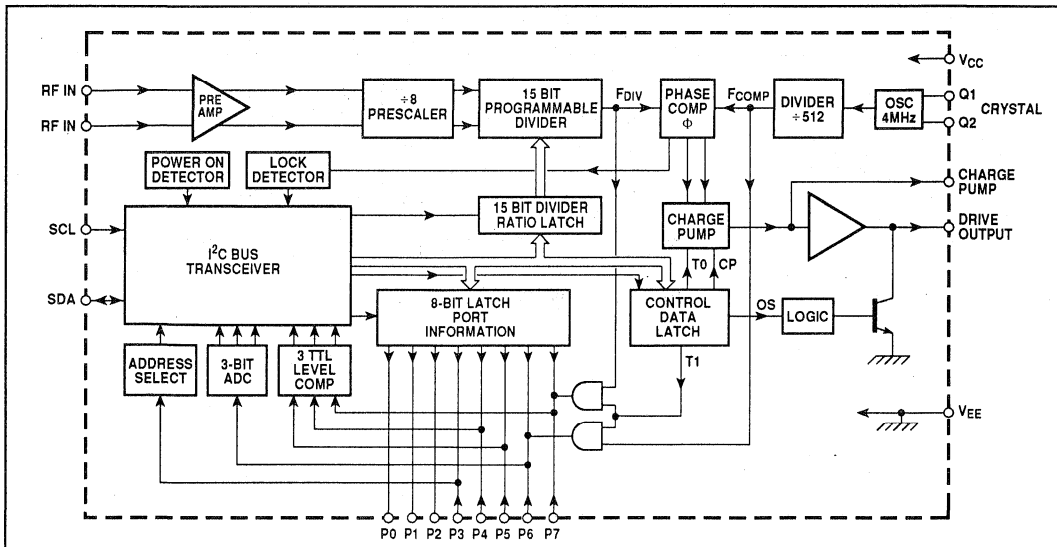 RF IN
RF IN
PRE
AMP
÷8
PRESCALER
15 BIT
PROGRAMMABLE
DIVIDER
FDIV
PHASE
COMP
Φ
FCOMP
DIVIDER
÷512
OSC
4MHz
VCC
Q1
CRYSTAL
Q2
POWER ON
DETECTOR
LOCK
DETECTOR
15 BIT DIVIDER
RATIO LATCH
CHARGE
PUMP
CHARGE
PUMP
DRIVE
OUTPUT
SCL
SDA
I²C BUS
TRANSCEIVER
T0
CP
8-BIT LATCH
PORT
INFORMATION
CONTROL
DATA
LATCH
OS
LOGIC
T1
ADDRESS
SELECT
3-BIT
ADC
3 TTL
LEVEL
COMP
VEE
P0 P1 P2 P3 P4 P5 P6 P7